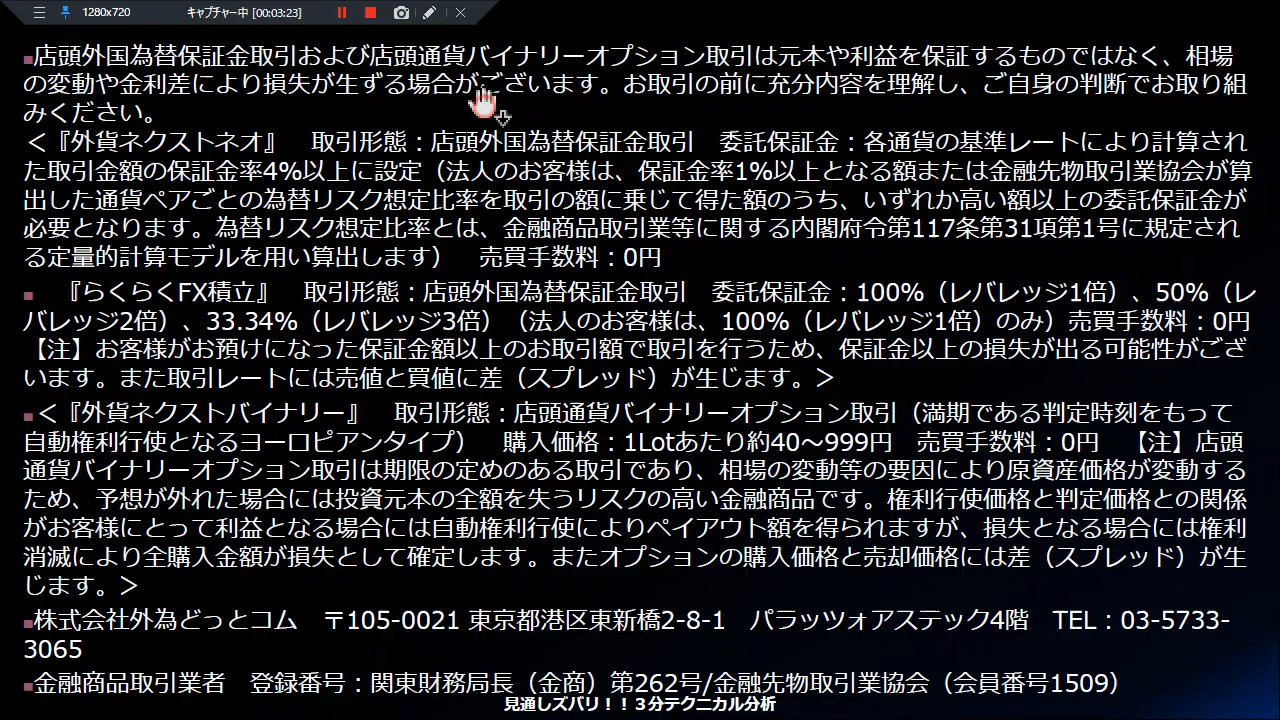 1280x720 キャプチャー中 [00:03:23]
■店頭外国為替保証金取引および店頭通貨バイナリーオプション取引は元本や利益を保証するものではなく、相場
の変動や金利差により損失が生ずる場合がございます。お取引の前に充分内容を理解し、ご自身の判断でお取り組
みください。
＜『外貨ネクストネオ』　取引形態：店頭外国為替保証金取引　委託保証金：各通貨の基準レートにより計算され
た取引金額の保証金率4%以上に設定（法人のお客様は、保証金率1%以上となる額または金融先物取引業協会が算
出した通貨ペアごとの為替リスク想定比率を取引の額に乗じて得た額のうち、いずれか高い額以上の委託保証金が
必要となります。為替リスク想定比率とは、金融商品取引業等に関する内閣府令第117条第31項第1号に規定され
る定量的計算モデルを用い算出します）　売買手数料：0円
■　『らくらくFX積立』　取引形態：店頭外国為替保証金取引　委託保証金：100%（レバレッジ1倍）、50%（レ
バレッジ2倍）、33.34%（レバレッジ3倍）（法人のお客様は、100%（レバレッジ1倍）のみ）売買手数料：0円
【注】お客様がお預けになった保証金額以上のお取引額で取引を行うため、保証金以上の損失が出る可能性がござ
います。また取引レートには売値と買値に差（スプレッド）が生じます。＞
■＜『外貨ネクストバイナリー』　取引形態：店頭通貨バイナリーオプション取引（満期である判定時刻をもって
自動権利行使となるヨーロピアンタイプ）　購入価格：1Lotあたり約40～999円　売買手数料：0円　【注】店頭
通貨バイナリーオプション取引は期限の定めのある取引であり、相場の変動等の要因により原資産価格が変動する
ため、予想が外れた場合には投資元本の全額を失うリスクの高い金融商品です。権利行使価格と判定価格との関係
がお客様にとって利益となる場合には自動権利行使によりペイアウト額を得られますが、損失となる場合には権利
消滅により全購入金額が損失として確定します。またオプションの購入価格と売却価格には差（スプレッド）が生
じます。＞
■株式会社外為どっとコム　〒105-0021 東京都港区東新橋2-8-1　パラッツォアステック4階　TEL：03-5733-
3065
■金融商品取引業者　登録番号：関東財務局長（金商）第262号/金融先物取引業協会（会員番号1509）
見通しズバリ！！３分テクニカル分析